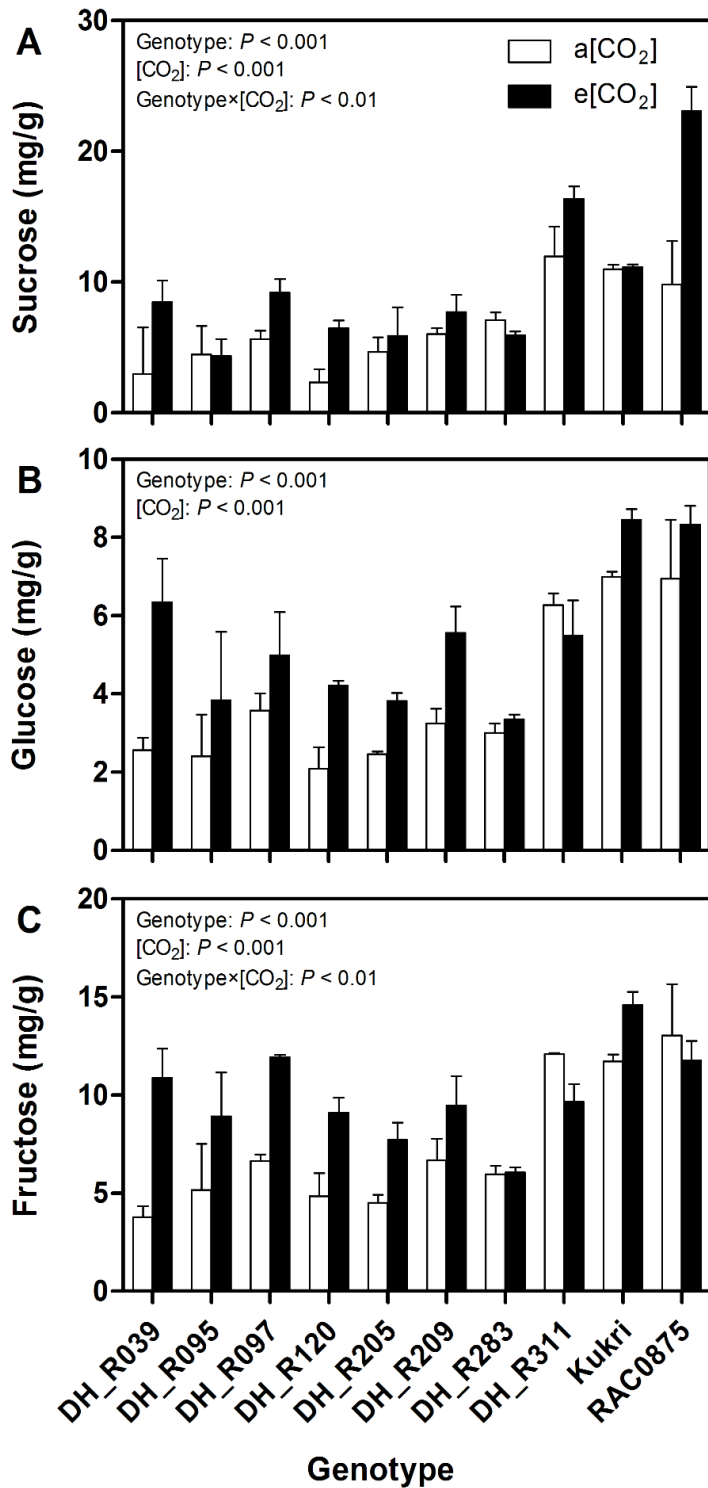 A
Sucrose (mg/g)
30
20
10
0
Genotype: P < 0.001
[CO₂]: P < 0.001
Genotype×[CO₂]: P < 0.01
a[CO₂]
e[CO₂]
B
Glucose (mg/g)
10
8
6
4
2
0
Genotype: P < 0.001
[CO₂]: P < 0.001
C
Fructose (mg/g)
20
15
10
5
0
Genotype: P < 0.001
[CO₂]: P < 0.001
Genotype×[CO₂]: P < 0.01
DH_R039
DH_R095
DH_R097
DH_R120
DH_R205
DH_R209
DH_R283
DH_R311
Kukri
RAC0875
Genotype